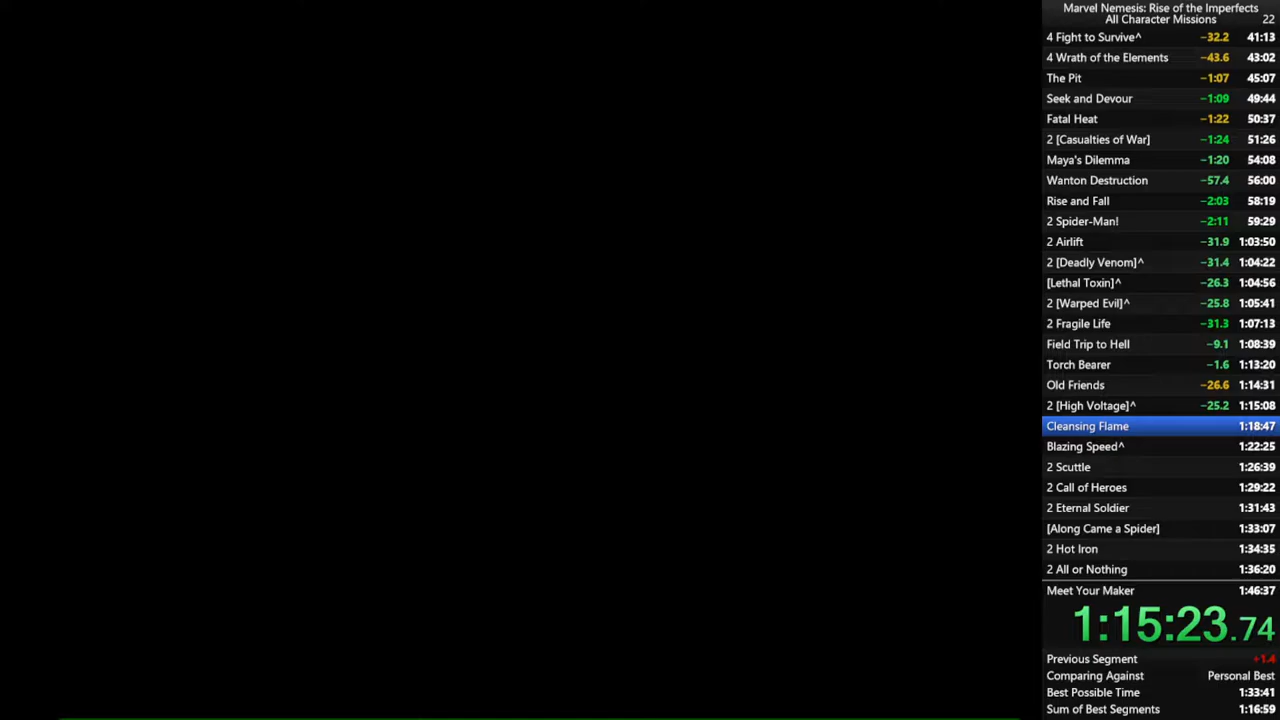 Marvel Nemesis: Rise of the Imperfects
All Character Missions 22
4 Fight to Survive^ −32.2 41:13
4 Wrath of the Elements −43.6 43:02
The Pit −1:07 45:07
Seek and Devour −1:09 49:44
Fatal Heat −1:22 50:37
2 [Casualties of War] −1:24 51:26
Maya's Dilemma −1:20 54:08
Wanton Destruction −57.4 56:00
Rise and Fall −2:03 58:19
2 Spider-Man! −2:11 59:29
2 Airlift −31.9 1:03:50
2 [Deadly Venom]^ −31.4 1:04:22
[Lethal Toxin]^ −26.3 1:04:56
2 [Warped Evil]^ −25.8 1:05:41
2 Fragile Life −31.3 1:07:13
Field Trip to Hell −9.1 1:08:39
Torch Bearer −1.6 1:13:20
Old Friends −26.6 1:14:31
2 [High Voltage]^ −25.2 1:15:08
Cleansing Flame 1:18:47
Blazing Speed^ 1:22:25
2 Scuttle 1:26:39
2 Call of Heroes 1:29:22
2 Eternal Soldier 1:31:43
[Along Came a Spider] 1:33:07
2 Hot Iron 1:34:35
2 All or Nothing 1:36:20
Meet Your Maker 1:46:37
1:15:23.74
Previous Segment +1.4
Comparing Against Personal Best
Best Possible Time 1:33:41
Sum of Best Segments 1:16:59